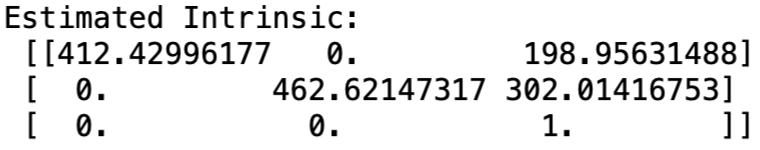 Estimated Intrinsic:
[[412.42996177 0. 198.95631488]
[ 0. 462.62147317 302.01416753]
[ 0. 0. 1. ]]